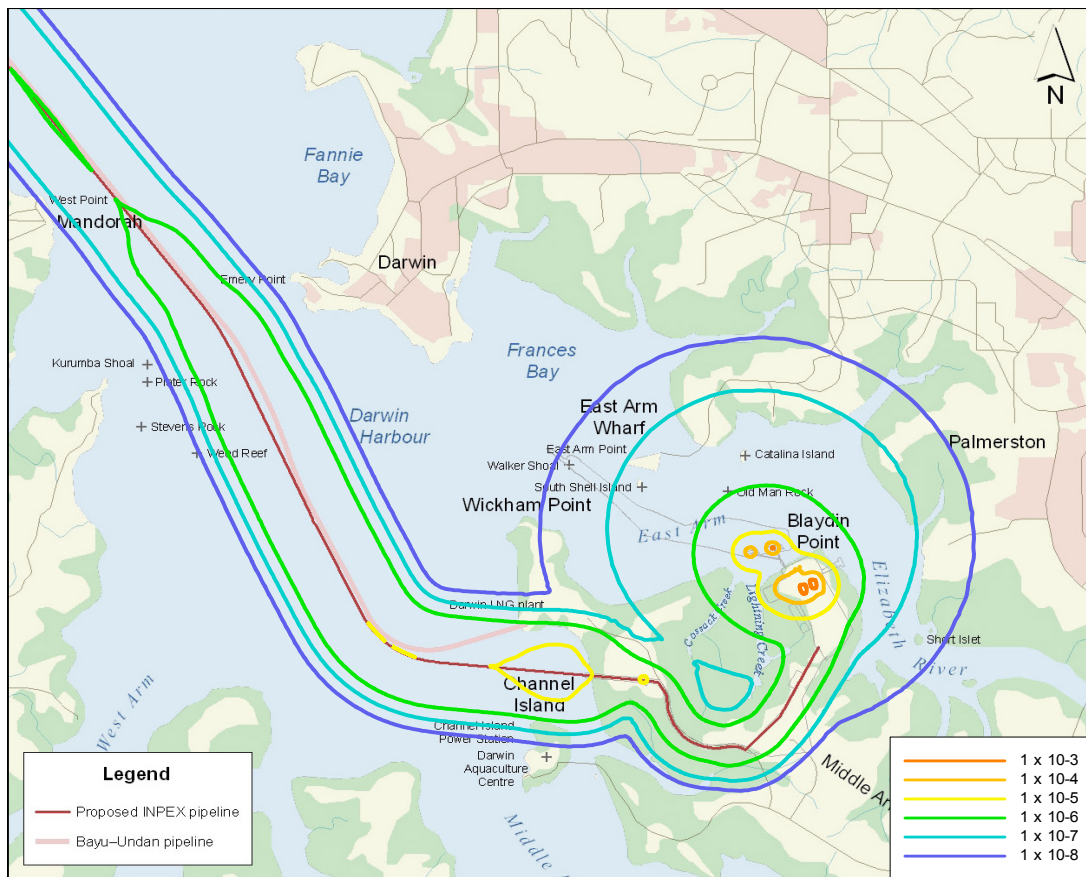 N
Fannie
Bay
West Point
Mandorah
Darwin
Emery Point
Frances
Bay
Kurumba Shoal
Plater Rock
East Arm
Wharf
Darwin
Harbour
Stevens Rock
Weed Reef
East Arm Point
Walker Shoal
Catalina Island
Palmerston
South Shell Island
Old Man Rock
Wickham Point
East Arm
Blaydin
Point
Elizabeth River
Cossack Creek
Lightning Creek
Darwin LNG plant
Short Islet
Channel
Island
West Arm
Channel Island
Power Station
Darwin
Aquaculture
Centre
Middle
Legend
Proposed INPEX pipeline
Bayu–Undan pipeline
1 x 10-3
1 x 10-4
1 x 10-5
1 x 10-6
1 x 10-7
1 x 10-8